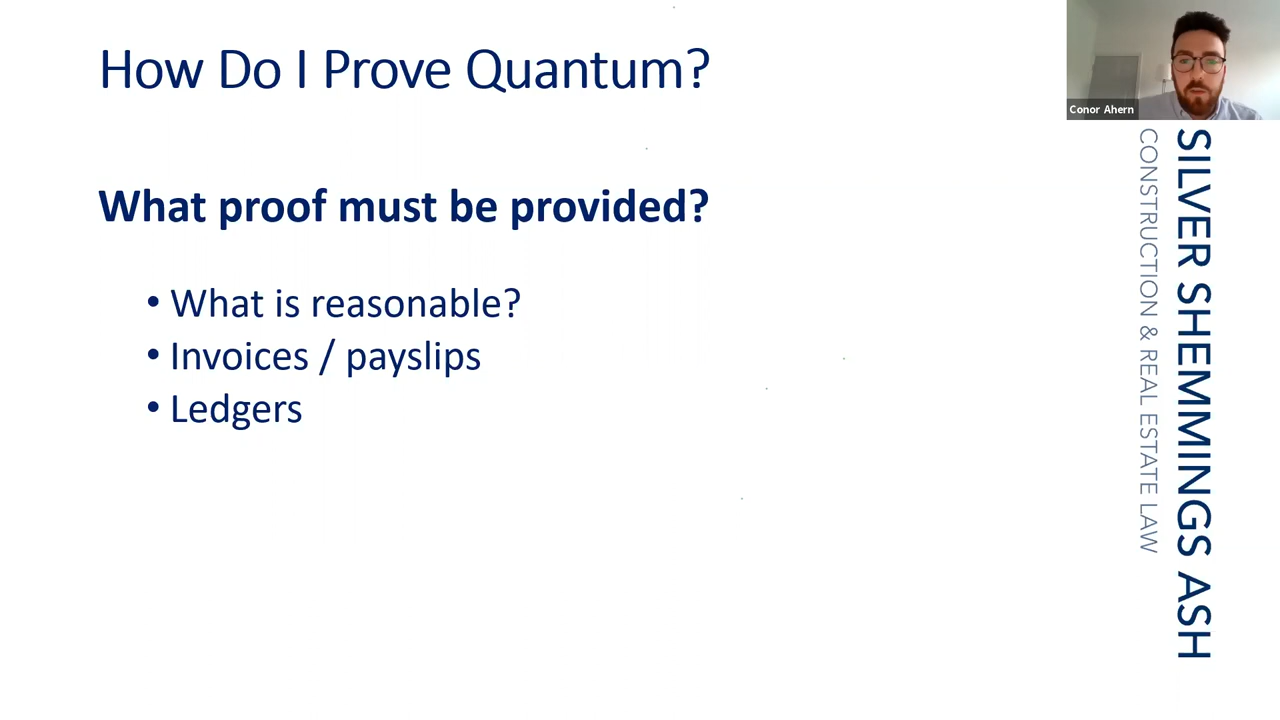 How Do I Prove Quantum?
What proof must be provided?
• What is reasonable?
• Invoices / payslips
• Ledgers
Conor Ahern
SILVER SHEMMINGS ASH
CONSTRUCTION & REAL ESTATE LAW